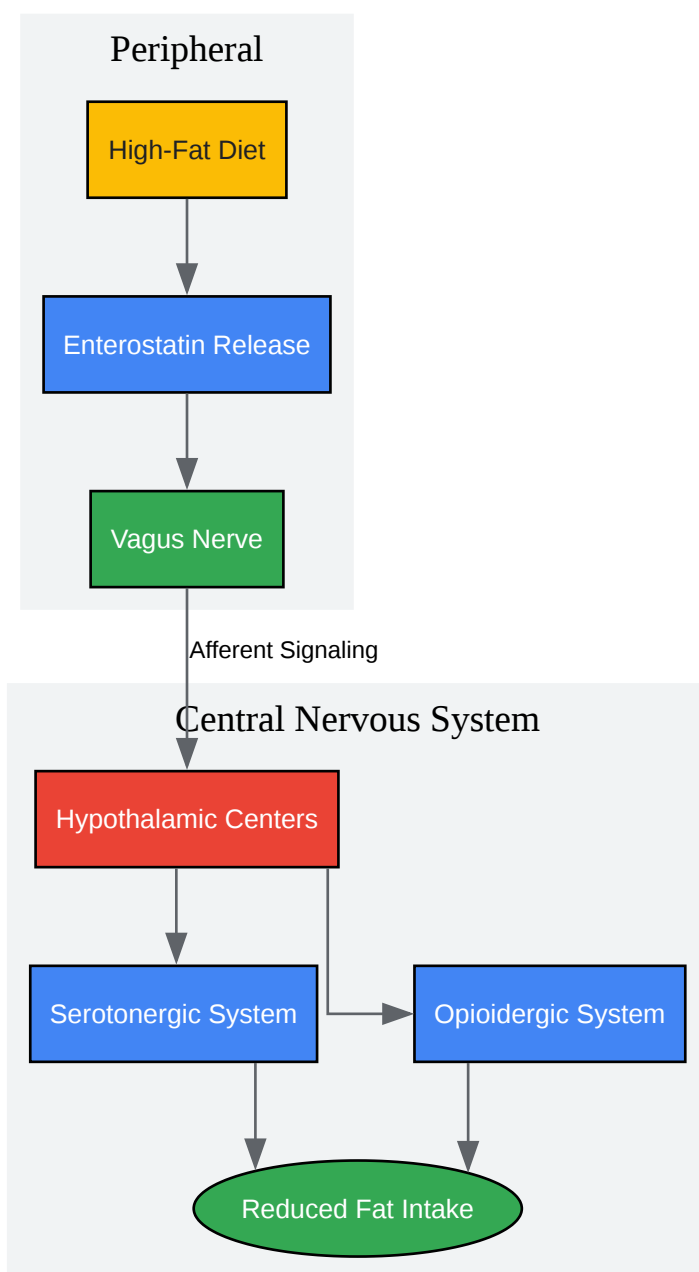 Peripheral
High-Fat Diet
Enterostatin Release
Vagus Nerve
Afferent Signaling
Central Nervous System
Hypothalamic Centers
Serotonergic System
Opioidergic System
Reduced Fat Intake